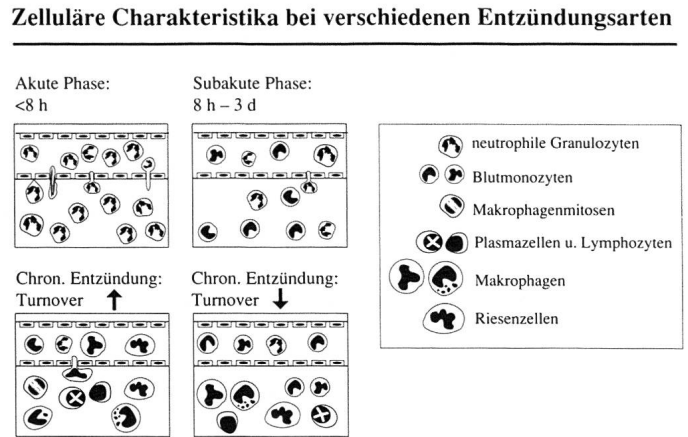 Zelluläre Charakteristika bei verschiedenen Entzündungsarten
Akute Phase:
<8 h
Subakute Phase:
8 h – 3 d
neutrophile Granulozyten
Blutmonozyten
Makrophagenmitosen
Plasmazellen u. Lymphozyten
Makrophagen
Riesenzellen
Chron. Entzündung:
Turnover
Chron. Entzündung:
Turnover